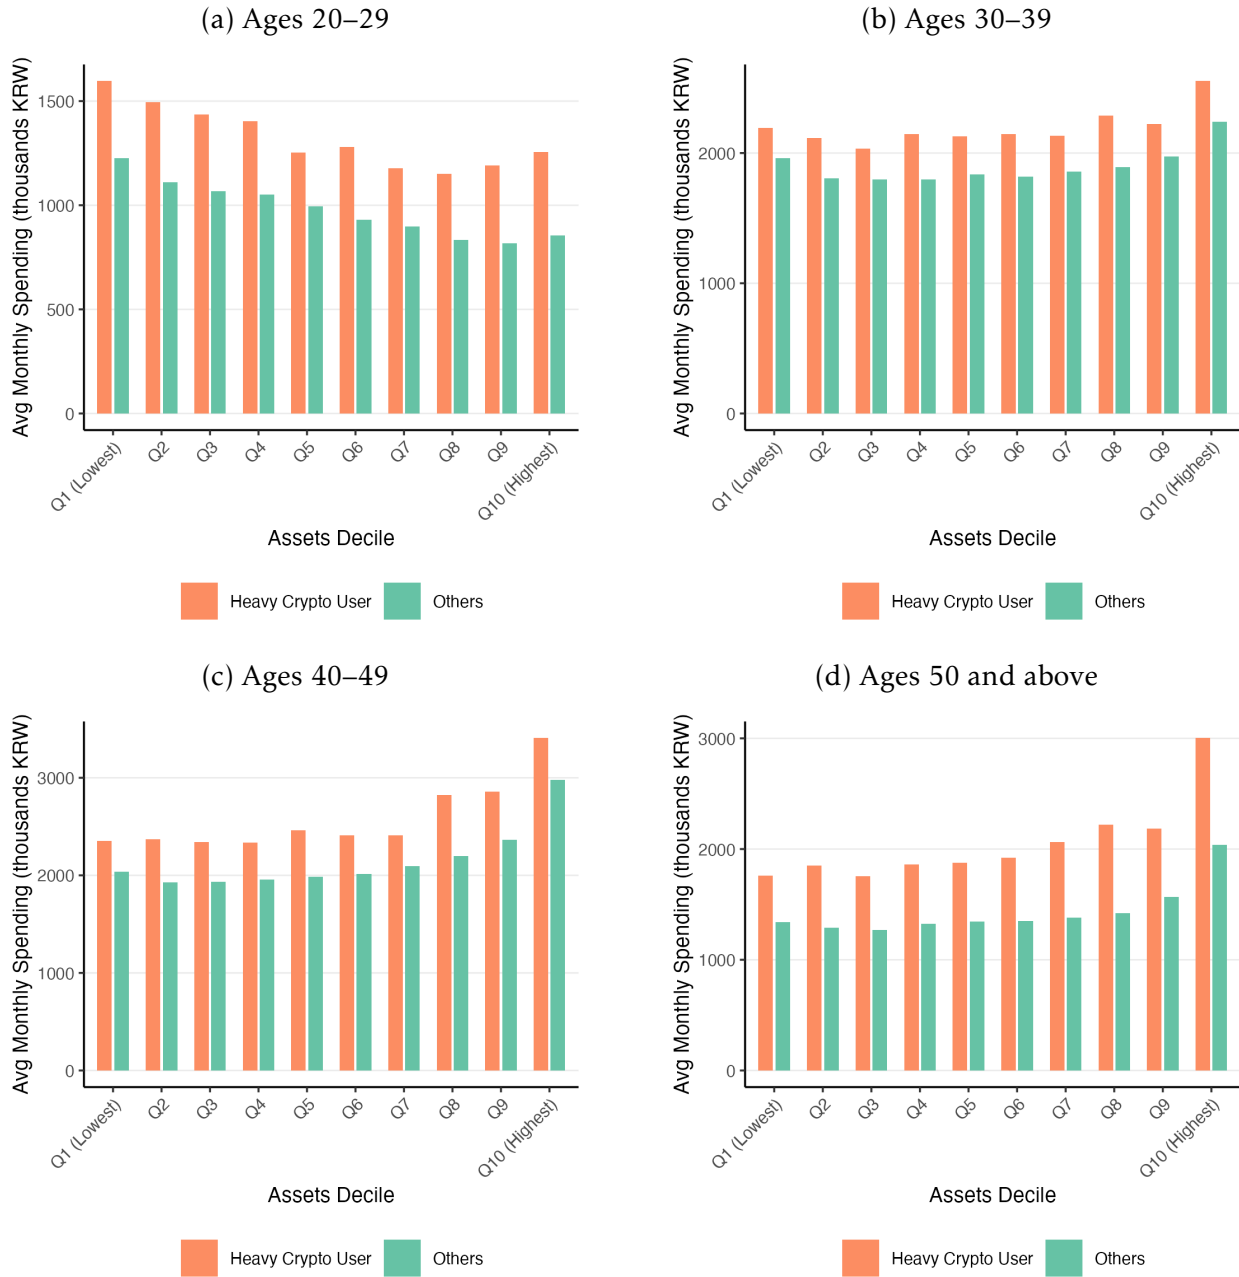 (a) Ages 20–29
Avg Monthly Spending (thousands KRW)
1500
1000
500
0
Q1 (Lowest)
Q2
Q3
Q4
Q5
Q6
Q7
Q8
Q9
Q10 (Highest)
Assets Decile
Heavy Crypto User
Others
(b) Ages 30–39
Avg Monthly Spending (thousands KRW)
2000
1000
0
Q1 (Lowest)
Q2
Q3
Q4
Q5
Q6
Q7
Q8
Q9
Q10 (Highest)
Assets Decile
Heavy Crypto User
Others
(c) Ages 40–49
Avg Monthly Spending (thousands KRW)
3000
2000
1000
0
Q1 (Lowest)
Q2
Q3
Q4
Q5
Q6
Q7
Q8
Q9
Q10 (Highest)
Assets Decile
Heavy Crypto User
Others
(d) Ages 50 and above
Avg Monthly Spending (thousands KRW)
3000
2000
1000
0
Q1 (Lowest)
Q2
Q3
Q4
Q5
Q6
Q7
Q8
Q9
Q10 (Highest)
Assets Decile
Heavy Crypto User
Others